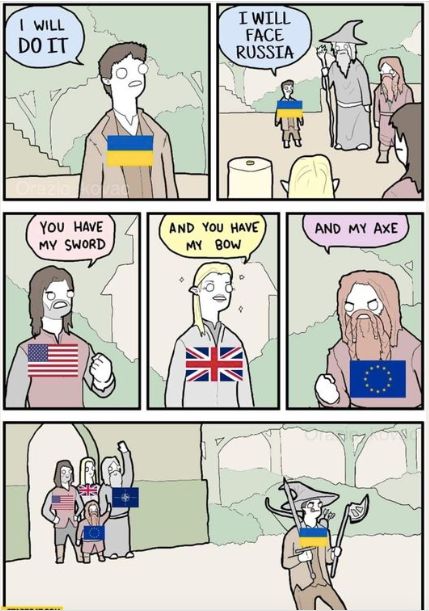 I WILL
DO IT
I WILL
FACE
RUSSIA
YOU HAVE
MY SWORD
AND YOU HAVE
MY BOW
AND MY AXE